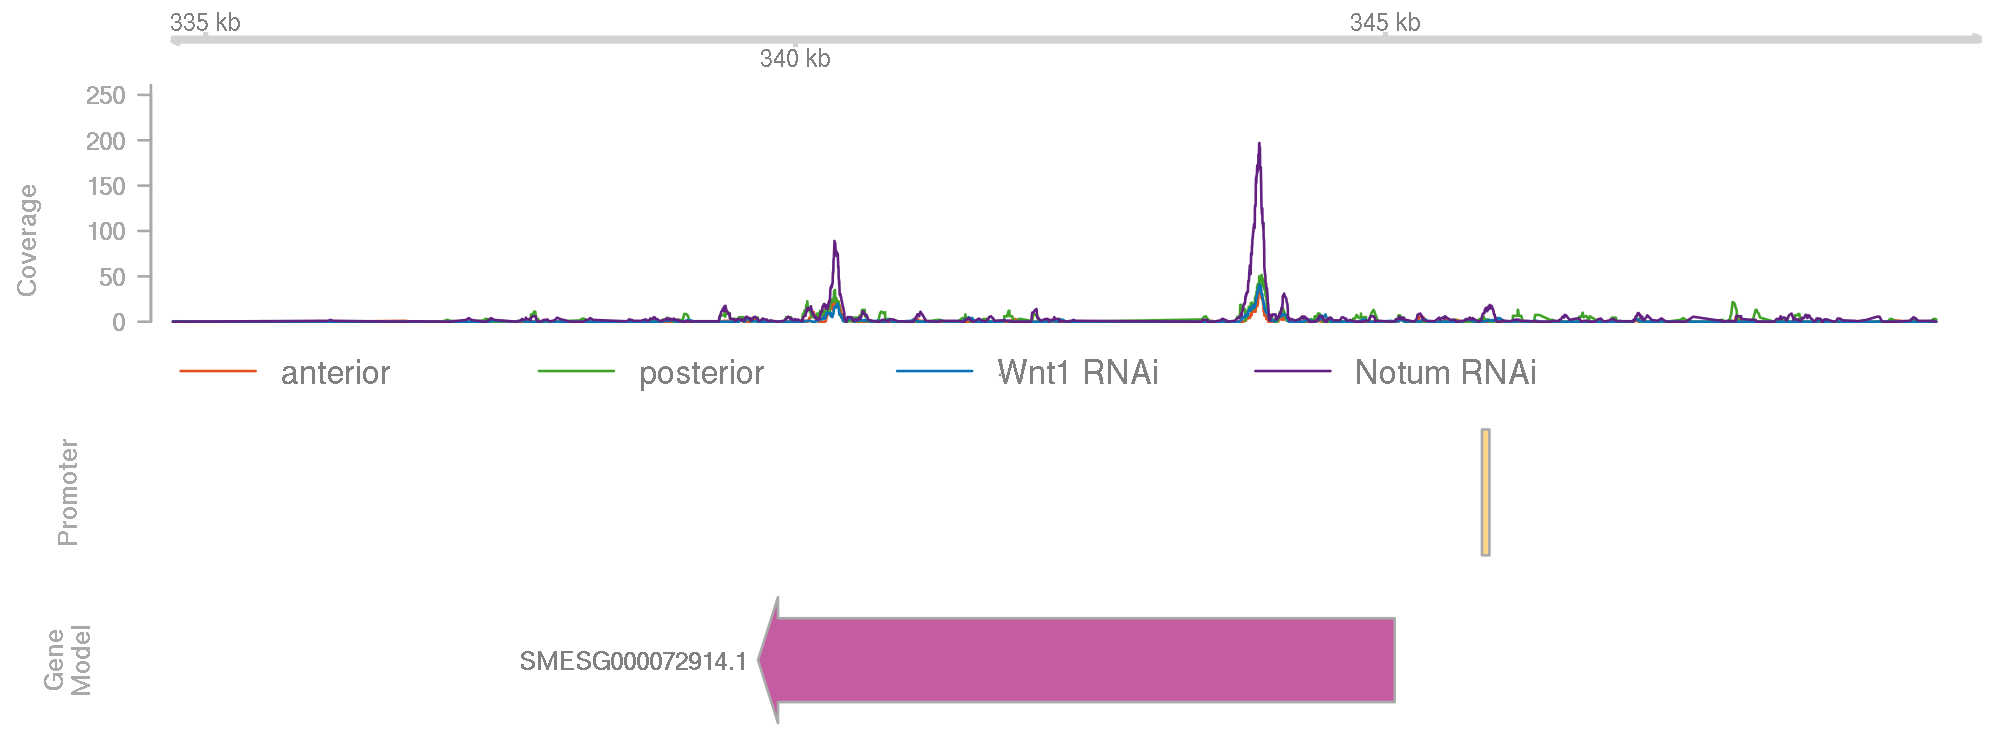 335 kb
345 kb
340 kb
250
200
150
100
50
0
Coverage
anterior posterior Wnt1 RNAi Notum RNAi
Promoter
Gene
Model
SMESG000072914.1